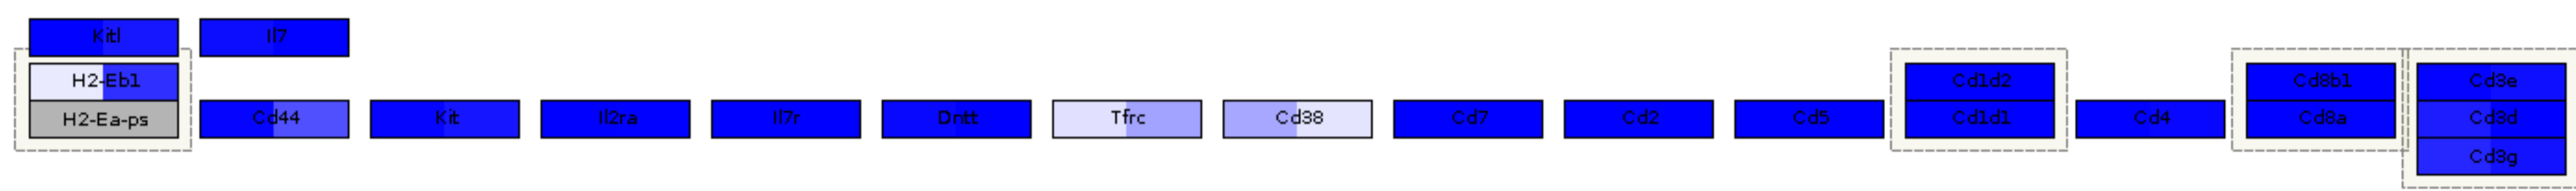 Kitl Il7
H2-Eb1 Cd1d2 Cd8b1 Cd3e
H2-Ea-ps Cd44 Kit Il2ra Il7r Dntt Tfrc Cd38 Cd7 Cd2 Cd5 Cd1d1 Cd4 Cd8a Cd3d
Cd3g